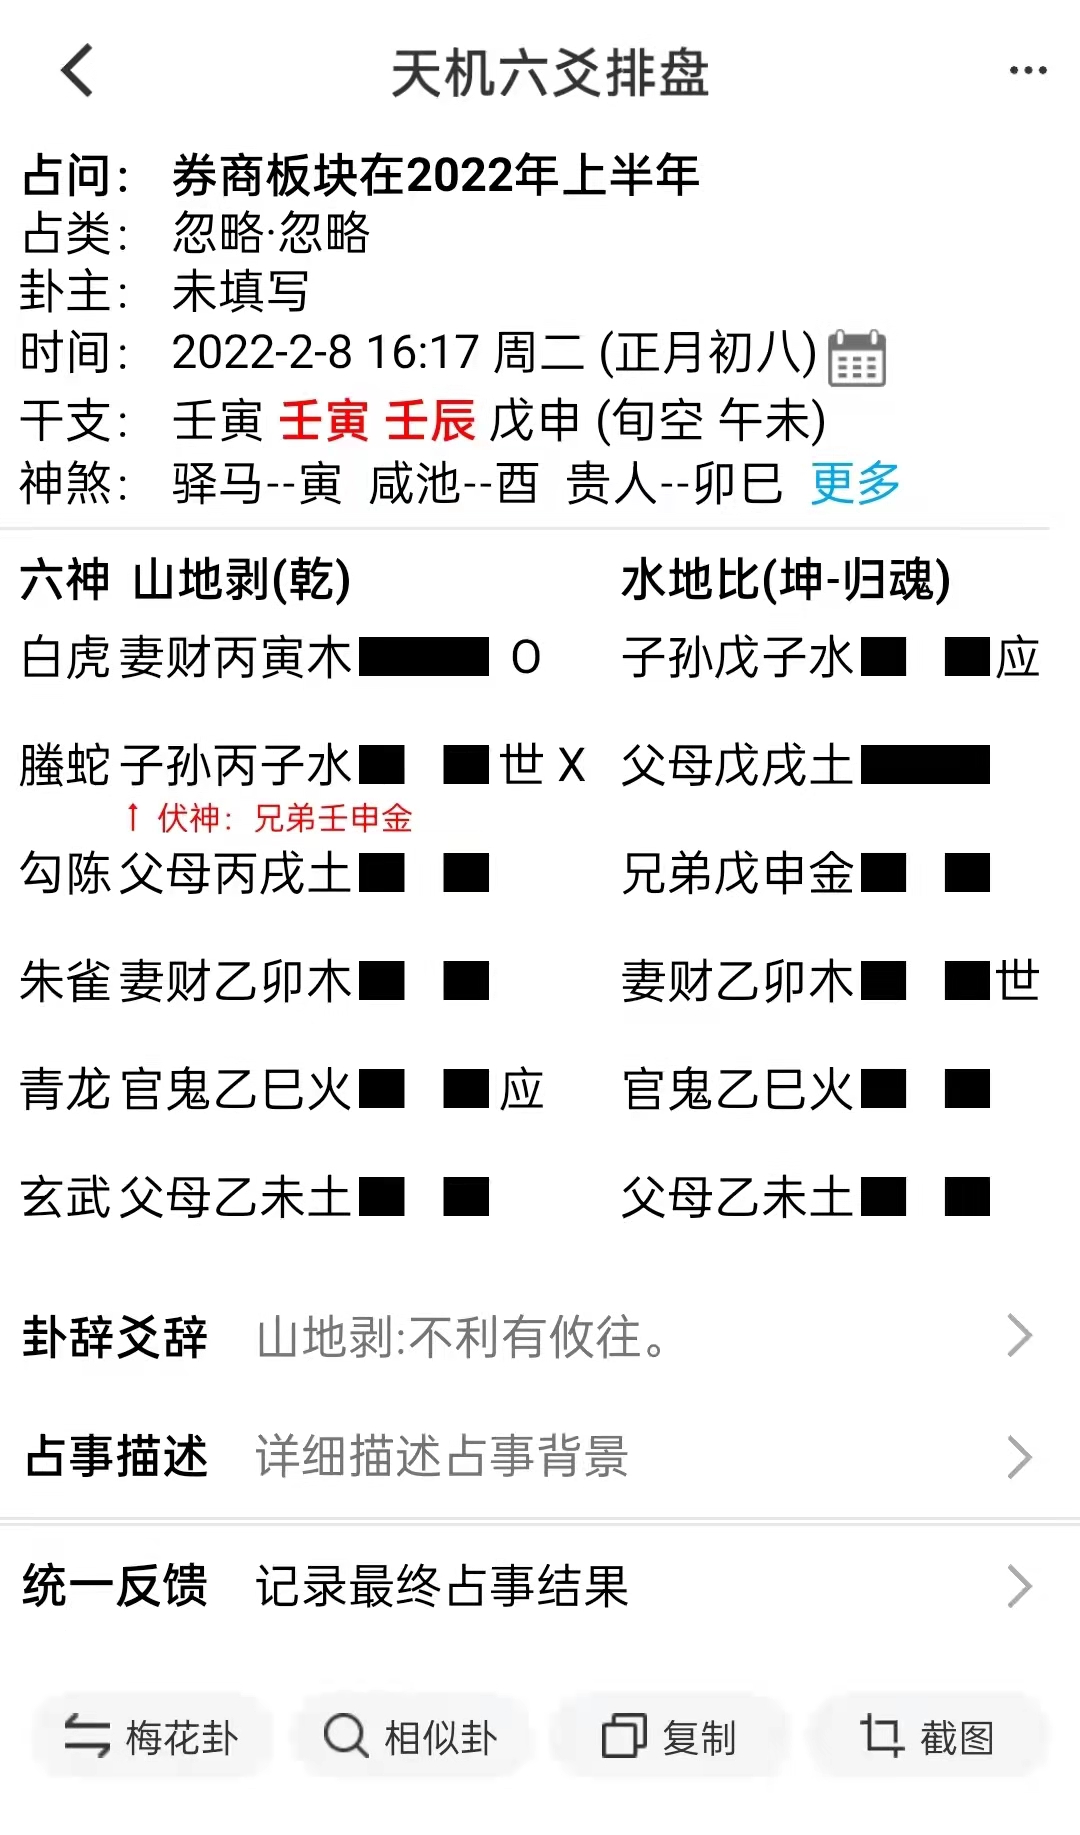 天机六爻排盘
占问： 券商板块在2022年上半年
占类： 忽略·忽略
卦主： 未填写
时间： 2022-2-8 16:17 周二 (正月初八)
干支： 壬寅 壬寅 壬辰 戊申 (旬空 午未)
神煞： 驿马--寅 咸池--酉 贵人--卯巳 更多
六神 山地剥(乾) 水地比(坤-归魂)
白虎 妻财丙寅木 O 子孙戊子水 应
螣蛇 子孙丙子水 世 X 父母戊戌土
↑ 伏神：兄弟壬申金
勾陈 父母丙戌土 兄弟戊申金
朱雀 妻财乙卯木 妻财乙卯木 世
青龙 官鬼乙巳火 应 官鬼乙巳火
玄武 父母乙未土 父母乙未土
卦辞爻辞 山地剥:不利有攸往。
占事描述 详细描述占事背景
统一反馈 记录最终占事结果
梅花卦 相似卦 复制 截图